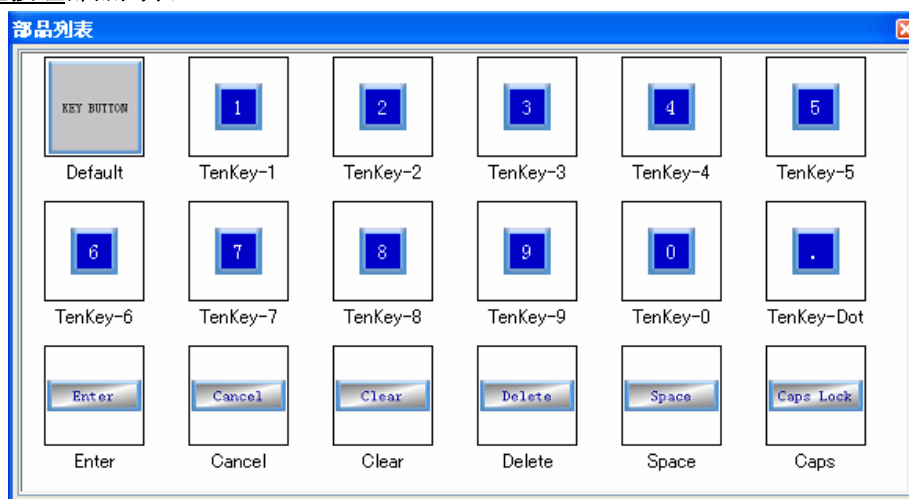 部品列表
KEY BUTTON 1 2 3 4 5
Default TenKey-1 TenKey-2 TenKey-3 TenKey-4 TenKey-5
6 7 8 9 0 .
TenKey-6 TenKey-7 TenKey-8 TenKey-9 TenKey-0 TenKey-Dot
Enter Cancel Clear Delete Space Caps Lock
Enter Cancel Clear Delete Space Caps